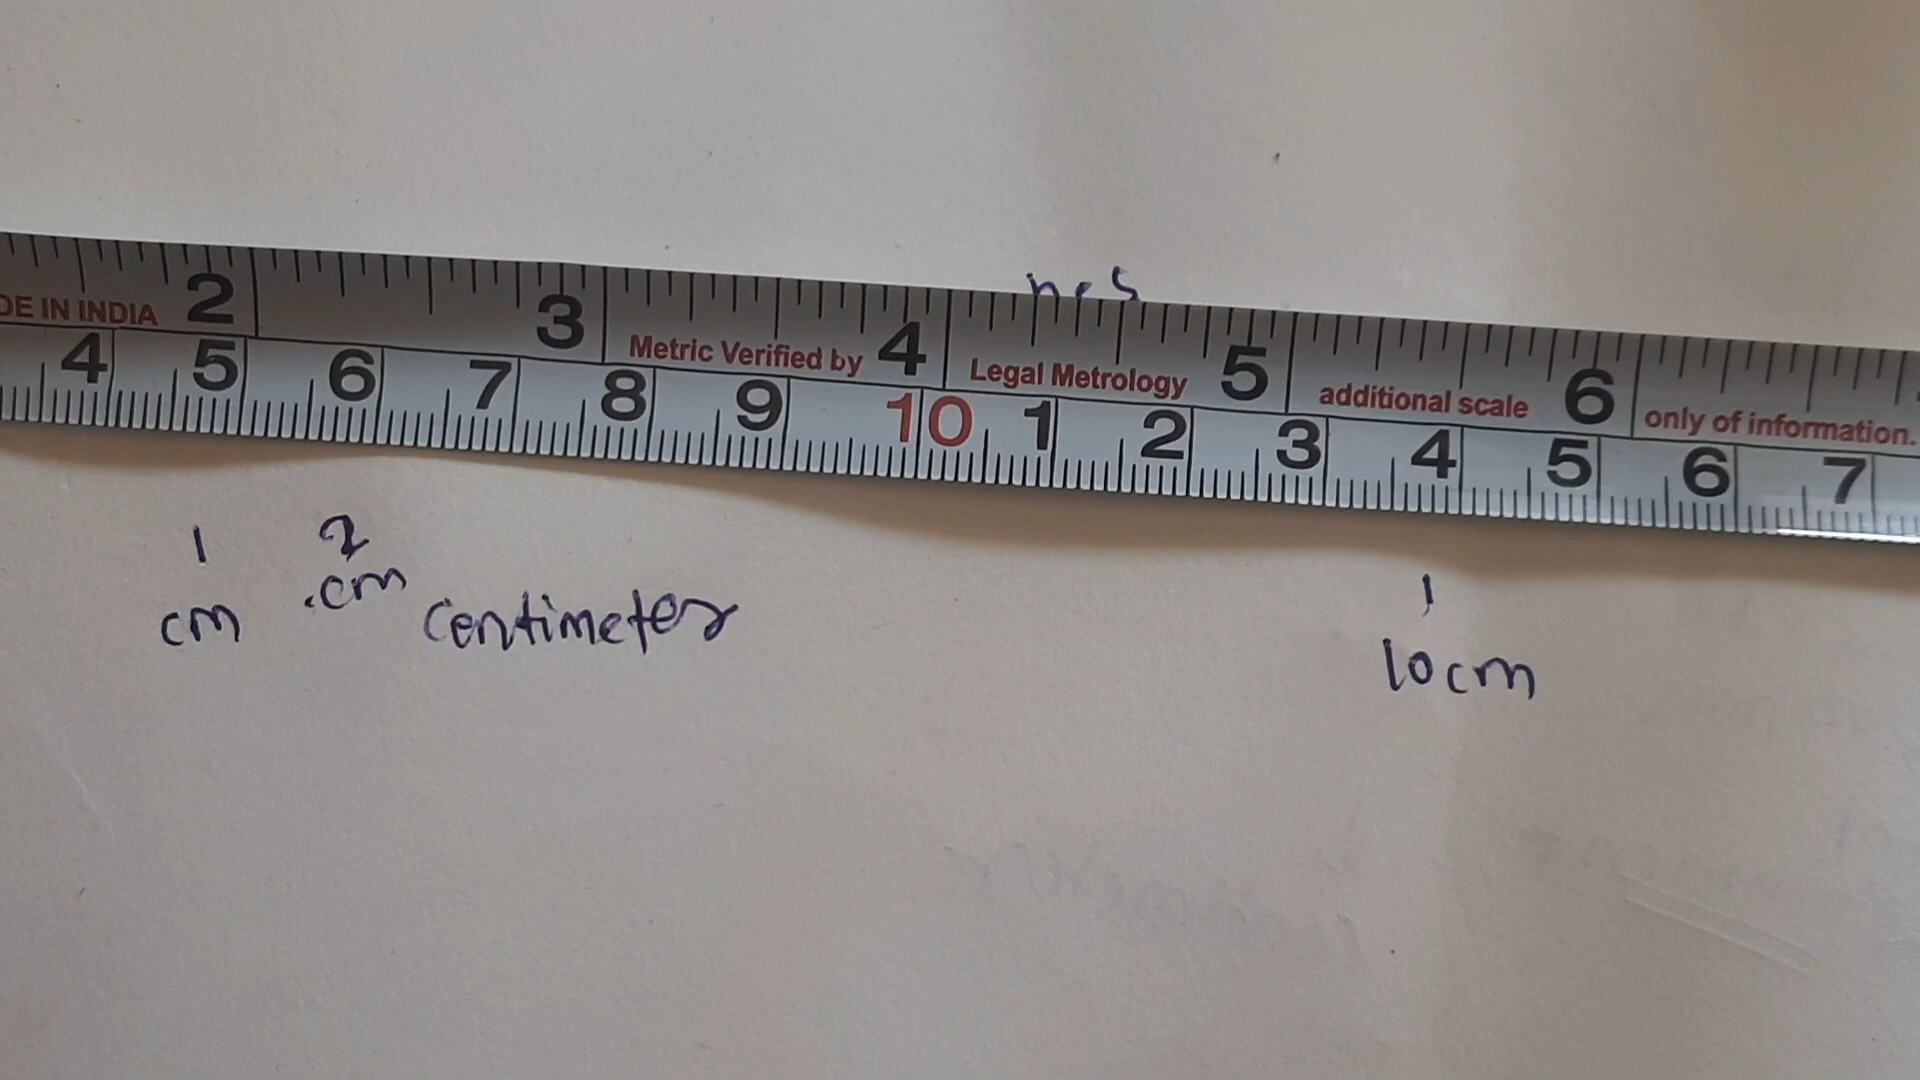 2 3 4 5 6
DE IN INDIA Metric Verified by Legal Metrology additional scale only of information.
4 5 6 7 8 9 10 1 2 3 4 5 6 7
1 2 1
cm .cm centimeter 10cm